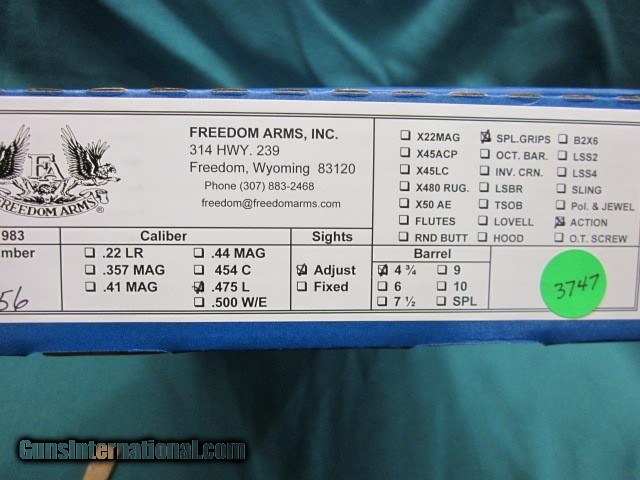 FA
FREEDOM ARMS
FREEDOM ARMS, INC.
314 HWY. 239
Freedom, Wyoming 83120
Phone (307) 883-2468
freedom@freedomarms.com
X22MAG SPL.GRIPS B2X6
X45ACP OCT. BAR. LSS2
X45LC INV. CRN. LSS4
X480 RUG. LSBR SLING
X50 AE TSOB Pol. & JEWEL
FLUTES LOVELL ACTION
RND BUTT HOOD O.T. SCREW
983 Caliber Sights Barrel
mber
.22 LR .44 MAG
.357 MAG 454 C Adjust 4 3/4 9
.41 MAG .475 L Fixed 6 10
.500 W/E 7 ½ SPL
56
3747
GunsInternational.com